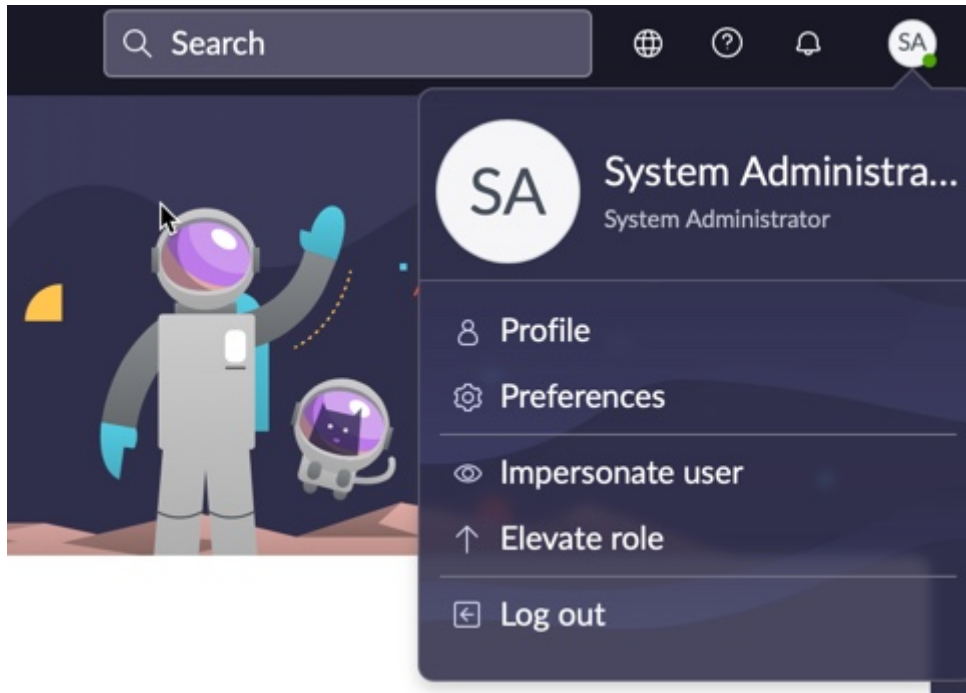 Search
SA
SA
System Administra...
System Administrator
Profile
Preferences
Impersonate user
Elevate role
Log out